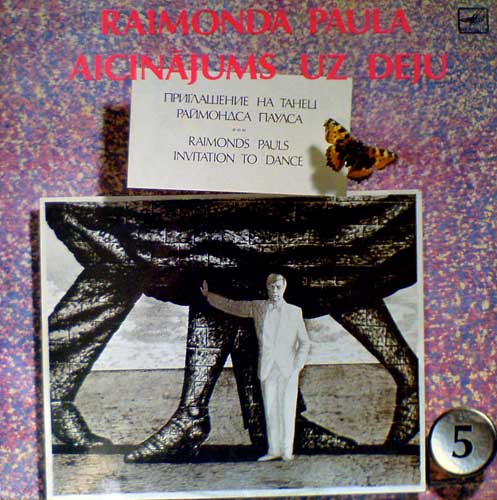 RAIMONDA PAULA
AICINĀJUMS UZ DEJU
ПРИГЛАШЕНИЕ НА ТАНЕЦ
РАЙМОНДСА ПАУЛСА
RAIMONDS PAULS
INVITATION TO DANCE
5